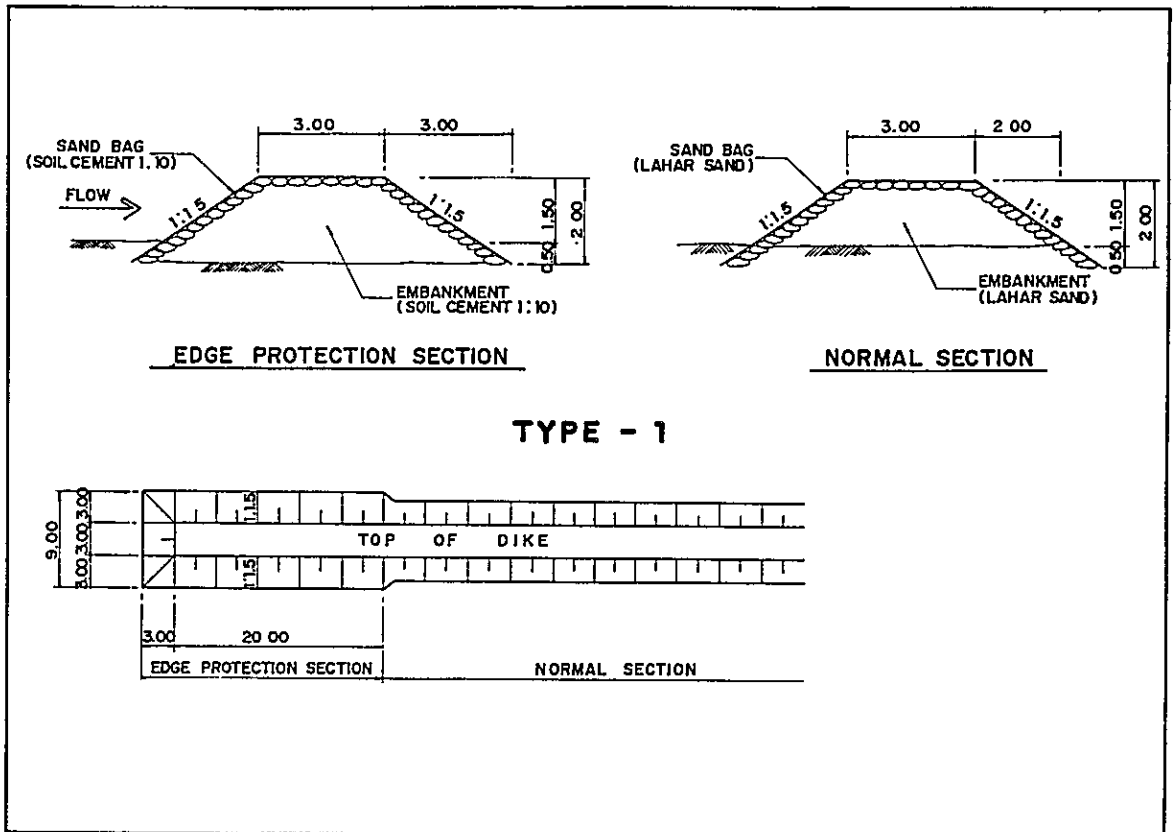 3.00
3.00
SAND BAG
(SOIL CEMENT 1:10)
FLOW
1:1.5
1:1.5
0.50
1.50
2.00
EMBANKMENT
(SOIL CEMENT 1:10)
EDGE PROTECTION SECTION
3.00
2 00
SAND BAG
(LAHAR SAND)
1:1.5
1:1.5
0 50
1.50
2 00
EMBANKMENT
(LAHAR SAND)
NORMAL SECTION
TYPE - 1
9.00
3.00
3.00
3.00
1:1.5
TOP OF DIKE
1:1.5
3.00
20 00
EDGE PROTECTION SECTION
NORMAL SECTION